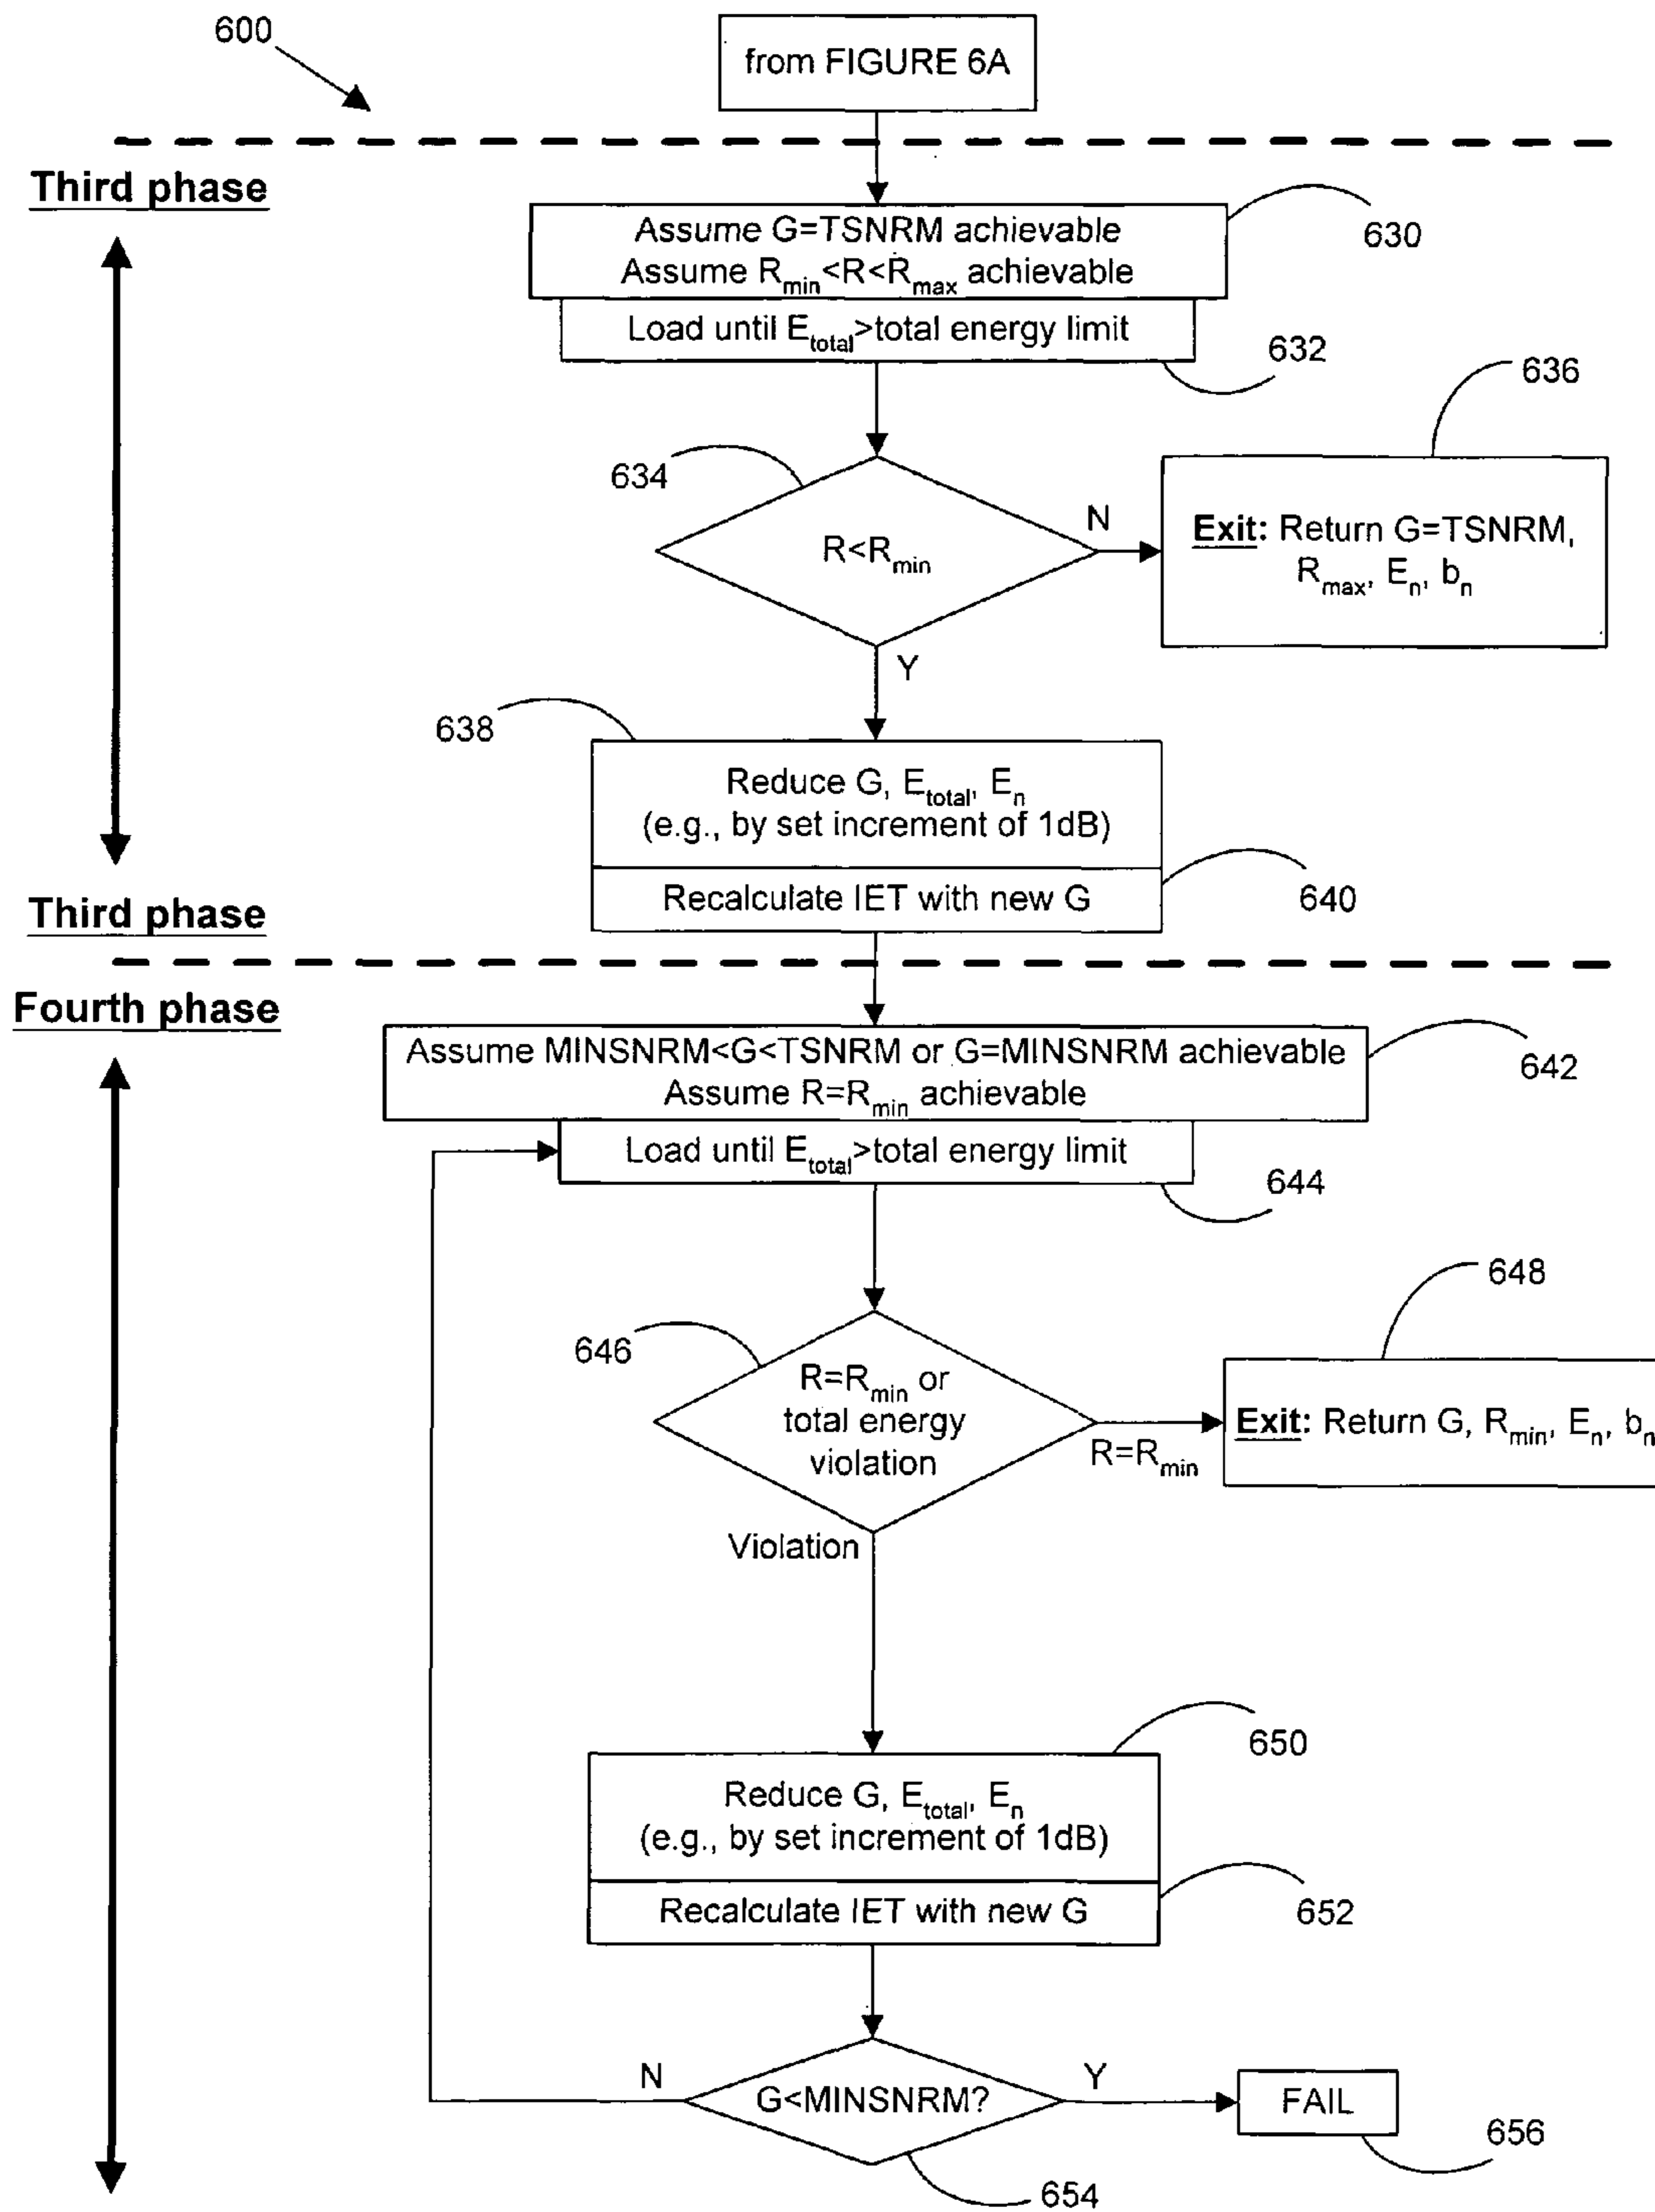 600
from FIGURE 6A
Third phase
Assume G=TSNRM achievable
Assume Rmin<R<Rmax achievable
630
Load until Etotal>total energy limit
632
636
634
R<Rmin
N
Exit: Return G=TSNRM,
Rmax, En, bn
Y
638
Reduce G, Etotal, En
(e.g., by set increment of 1dB)
Recalculate IET with new G
640
Third phase
Fourth phase
Assume MINSNRM<G<TSNRM or G=MINSNRM achievable
Assume R=Rmin achievable
642
Load until Etotal>total energy limit
644
648
646
R=Rmin or
total energy
violation
R=Rmin
Exit: Return G, Rmin, En, bn
Violation
650
Reduce G, Etotal, En
(e.g., by set increment of 1dB)
Recalculate IET with new G
652
N
G<MINSNRM?
Y
FAIL
656
654